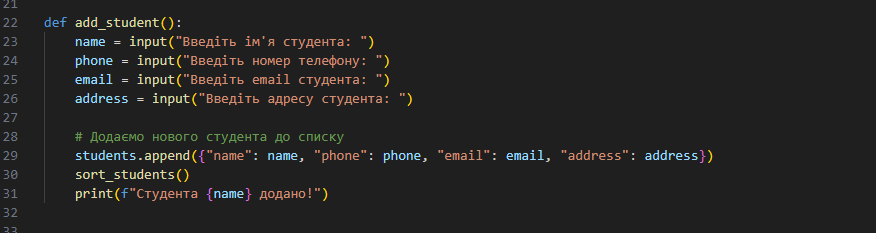 21
22 def add_student():
23     name = input("Введіть ім'я студента: ")
24     phone = input("Введіть номер телефону: ")
25     email = input("Введіть email студента: ")
26     address = input("Введіть адресу студента: ")
27
28     # Додаємо нового студента до списку
29     students.append({"name": name, "phone": phone, "email": email, "address": address})
30     sort_students()
31     print(f"Студента {name} додано!")
32
33